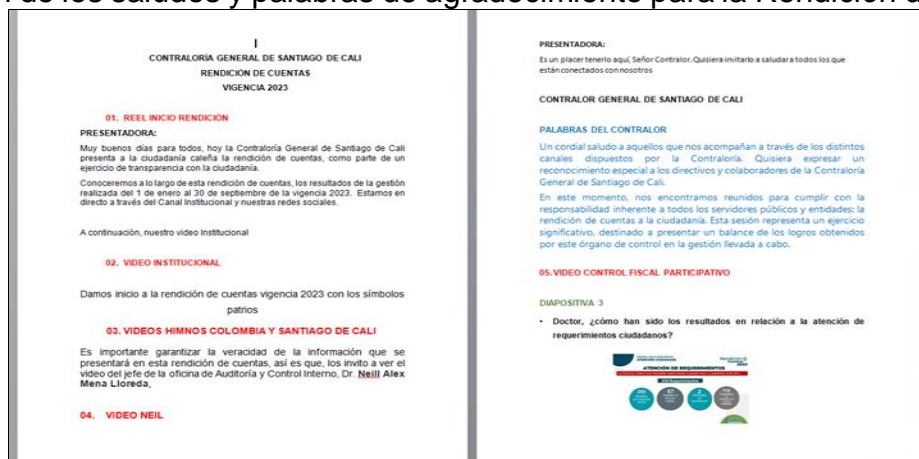 de los saludos y palabras de agradecimiento para la Rendición
CONTRALORÍA GENERAL DE SANTIAGO DE CALI
RENDICIÓN DE CUENTAS
VIGENCIA 2023
01. REEL INICIO RENDICIÓN
PRESENTADORA:
Muy buenos días para todos, hoy la Contraloría General de Santiago de Cali
presenta a la ciudadanía caleña la rendición de cuentas, como parte de un
ejercicio de transparencia con la ciudadanía.
Conoceremos a lo largo de esta rendición de cuentas, los resultados de la gestión
realizada del 1 de enero al 30 de septiembre de la vigencia 2023. Estamos en
directo a través del Canal Institucional y nuestras redes sociales.
A continuación, nuestro video Institucional
02. VIDEO INSTITUCIONAL
Damos inicio a la rendición de cuentas vigencia 2023 con los símbolos
patrios
03. VIDEOS HIMNOS COLOMBIA Y SANTIAGO DE CALI
Es importante garantizar la veracidad de la información que se
presentará en esta rendición de cuentas, así es que, los invito a ver el
video del jefe de la oficina de Auditoría y Control Interno, Dr. Neill Alex
Mena Lloreda,
04. VIDEO NEIL
PRESENTADORA:
Es un placer tenerlo aquí, Señor Contralor. Quisiera invitarlo a saludar a todos los que
están conectados con nosotros
CONTRALOR GENERAL DE SANTIAGO DE CALI
PALABRAS DEL CONTRALOR
Un cordial saludo a aquellos que nos acompañan a través de los distintos
canales dispuestos por la Contraloría. Quisiera expresar un
reconocimiento especial a los directivos y colaboradores de la Contraloría
General de Santiago de Cali.
En este momento, nos encontramos reunidos para cumplir con la
responsabilidad inherente a todos los servidores públicos y entidades: la
rendición de cuentas a la ciudadanía. Esta sesión representa un ejercicio
significativo, destinado a presentar un balance de los logros obtenidos
por este órgano de control en la gestión llevada a cabo.
05. VIDEO CONTROL FISCAL PARTICIPATIVO
DIAPOSITIVA 3
• Doctor, ¿cómo han sido los resultados en relación a la atención de
requerimientos ciudadanos?
ATENCIÓN DE REQUERIMIENTOS